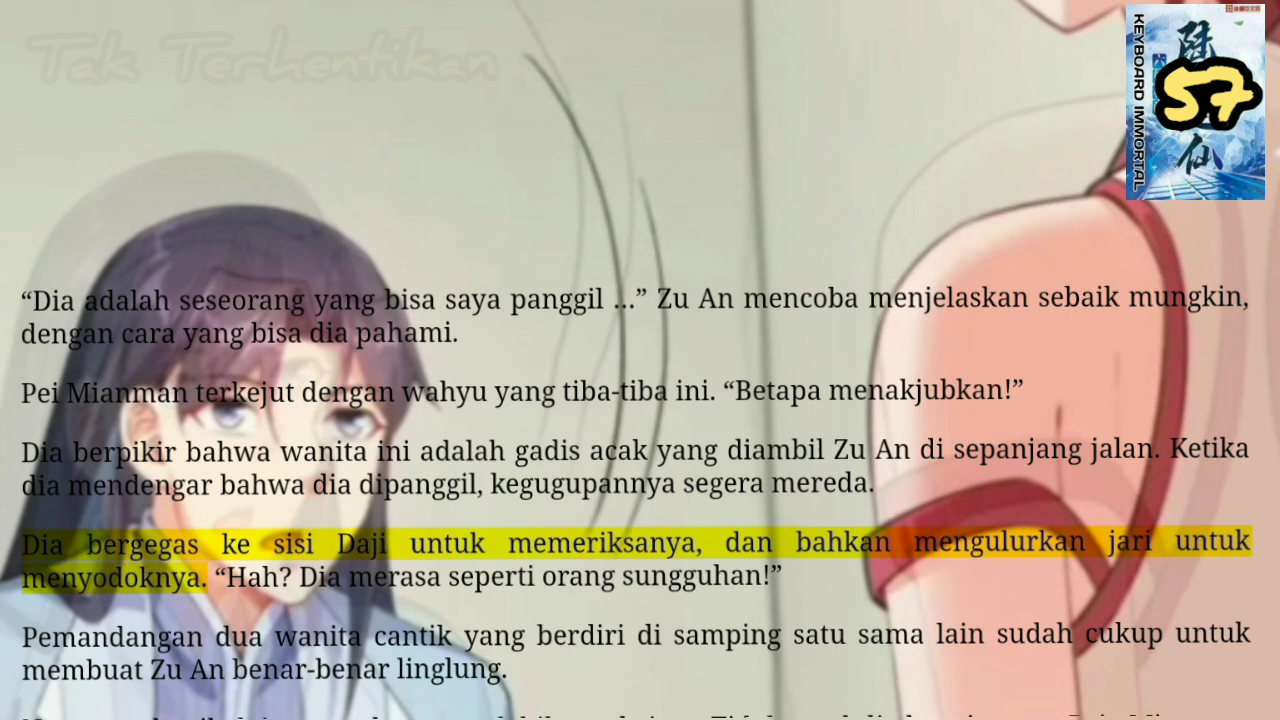 Tak Terhentikan
KEYBOARD IMMORTAL
陸
仙
57
“Dia adalah seseorang yang bisa saya panggil …” Zu An mencoba menjelaskan sebaik mungkin,
dengan cara yang bisa dia pahami.
Pei Mianman terkejut dengan wahyu yang tiba-tiba ini. “Betapa menakjubkan!”
Dia berpikir bahwa wanita ini adalah gadis acak yang diambil Zu An di sepanjang jalan. Ketika
dia mendengar bahwa dia dipanggil, kegugupannya segera mereda.
Dia bergegas ke sisi Daji untuk memeriksanya, dan bahkan mengulurkan jari untuk
menyodoknya. “Hah? Dia merasa seperti orang sungguhan!”
Pemandangan dua wanita cantik yang berdiri di samping satu sama lain sudah cukup untuk
membuat Zu An benar-benar linglung.